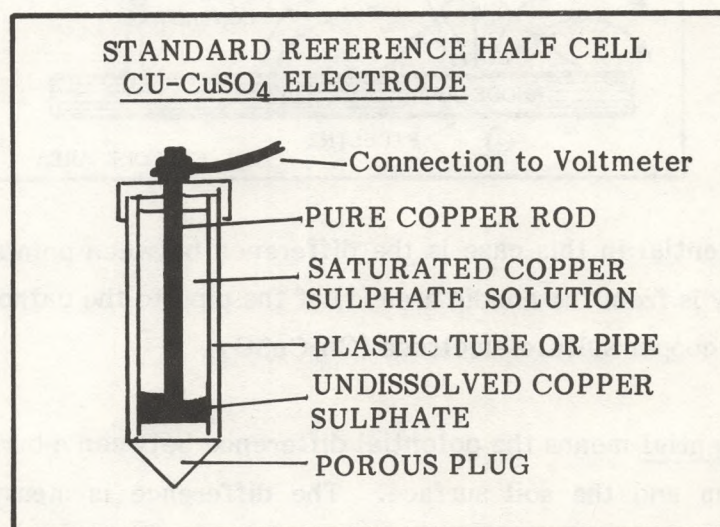 STANDARD REFERENCE HALF CELL
CU-CuSO4 ELECTRODE
Connection to Voltmeter
PURE COPPER ROD
SATURATED COPPER
SULPHATE SOLUTION
PLASTIC TUBE OR PIPE
UNDISSOLVED COPPER
SULPHATE
POROUS PLUG